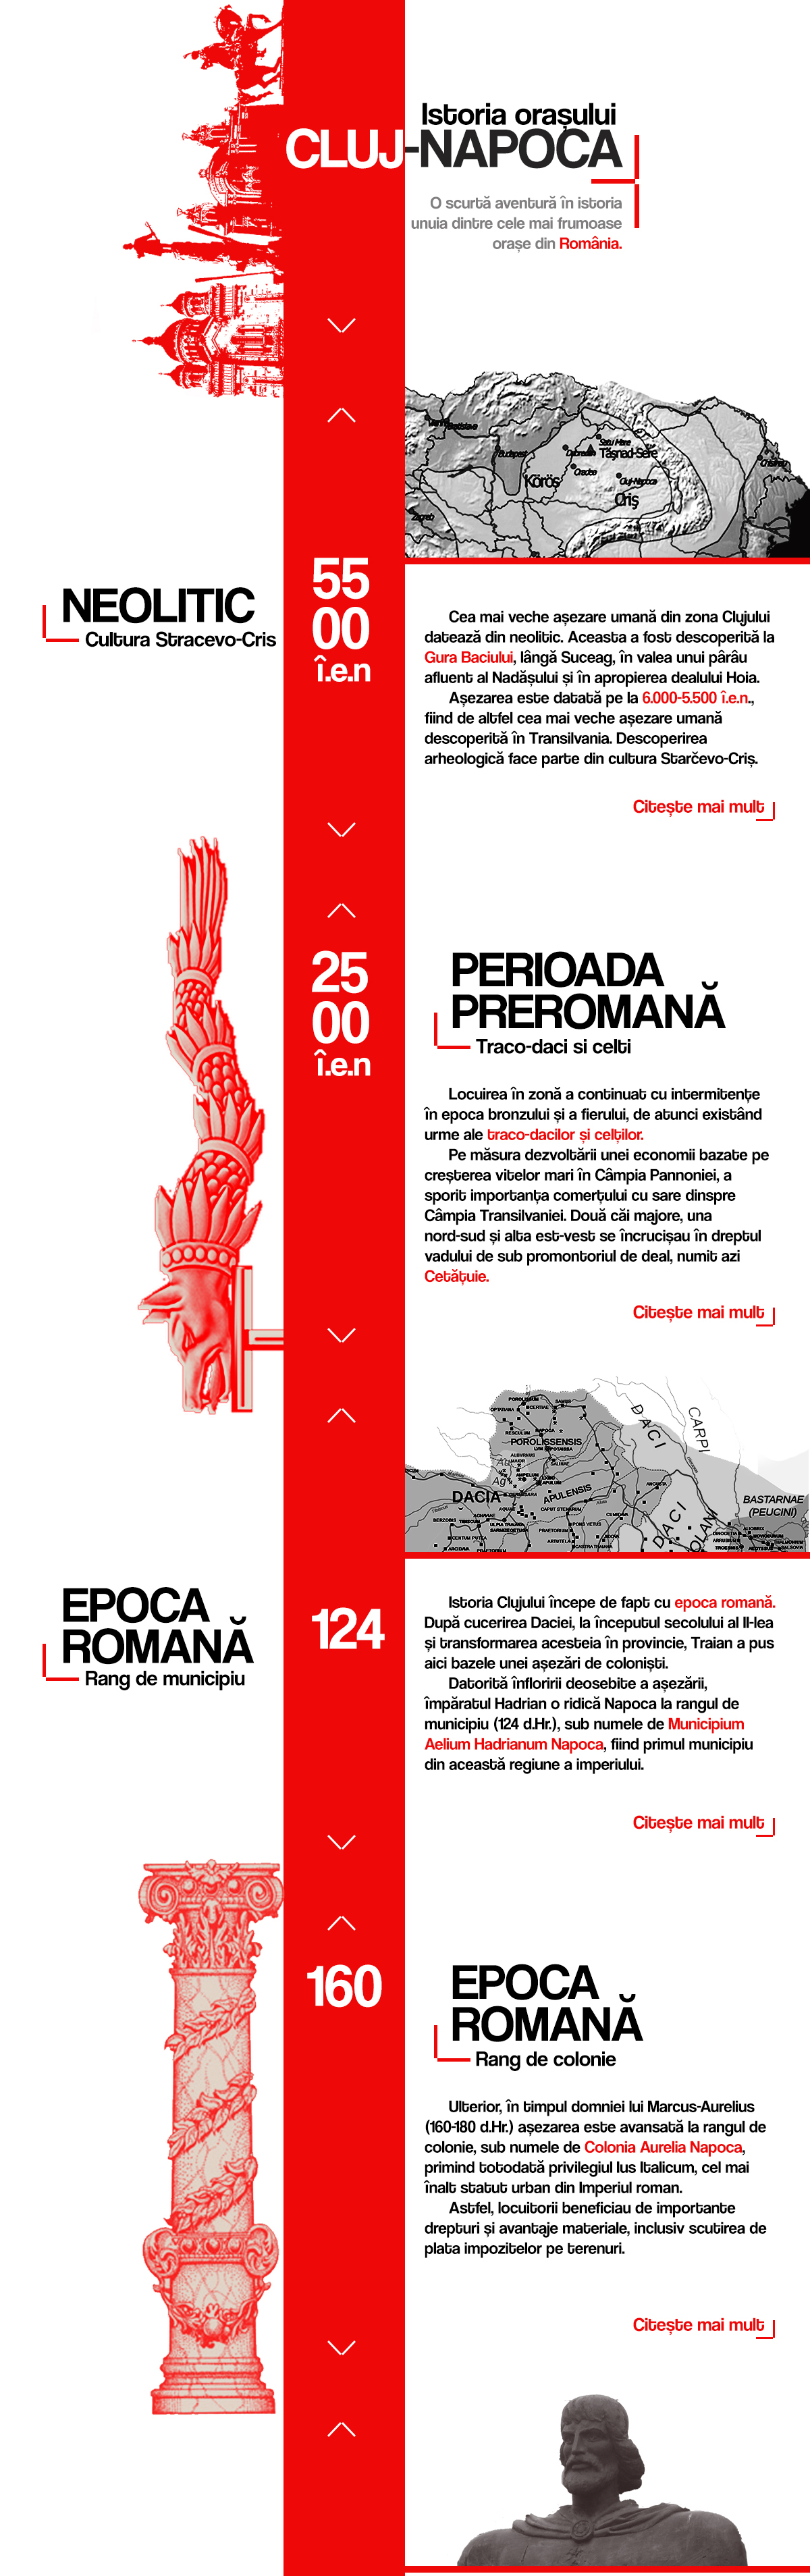 Istoria orașului
CLUJ-NAPOCA
O scurtă aventură în istoria
unuia dintre cele mai frumoase
orașe din România.
Budapest
Satu Mare
Debrecen
Tășnad-Sere
Oradea
Cluj-Napoca
Körös
Criș
Chisinau
Zagreb
NEOLITIC
Cultura Stracevo-Cris
55
00
î.e.n
Cea mai veche așezare umană din zona Clujului
datează din neolitic. Aceasta a fost descoperită la
Gura Baciului, lângă Suceag, în valea unui pârâu
afluent al Nadășului și în apropierea dealului Hoia.
Așezarea este datată pe la 6.000-5.500 î.e.n.,
fiind de altfel cea mai veche așezare umană
descoperită în Transilvania. Descoperirea
arheologică face parte din cultura Starčevo-Criș.
Citește mai mult
25
00
î.e.n
PERIOADA
PREROMANĂ
Traco-daci si celti
Locuirea în zonă a continuat cu intermitențe
în epoca bronzului și a fierului, de atunci existând
urme ale traco-dacilor și celților.
Pe măsura dezvoltării unei economii bazate pe
creșterea vitelor mari în Câmpia Pannoniei, a
sporit importanța comerțului cu sare dinspre
Câmpia Transilvaniei. Două căi majore, una
nord-sud și alta est-vest se încrucișau în dreptul
vadului de sub promontoriul de deal, numit azi
Cetățuie.
Citește mai mult
DACI
CARPI
POROLISSENSIS
DACIA
APULENSIS
DACI
BASTARNAE
(PEUCINI)
EPOCA
ROMANĂ
Rang de municipiu
124
Istoria Clujului începe de fapt cu epoca romană.
După cucerirea Daciei, la începutul secolului al II-lea
și transformarea acesteia în provincie, Traian a pus
aici bazele unei așezări de coloniști.
Datorită înfloririi deosebite a așezării,
împăratul Hadrian o ridică Napoca la rangul de
municipiu (124 d.Hr.), sub numele de Municipium
Aelium Hadrianum Napoca, fiind primul municipiu
din această regiune a imperiului.
Citește mai mult
160
EPOCA
ROMANĂ
Rang de colonie
Ulterior, în timpul domniei lui Marcus-Aurelius
(160-180 d.Hr.) așezarea este avansată la rangul de
colonie, sub numele de Colonia Aurelia Napoca,
primind totodată privilegiul Ius Italicum, cel mai
înalt statut urban din Imperiul roman.
Astfel, locuitorii beneficiau de importante
drepturi și avantaje materiale, inclusiv scutirea de
plata impozitelor pe terenuri.
Citește mai mult